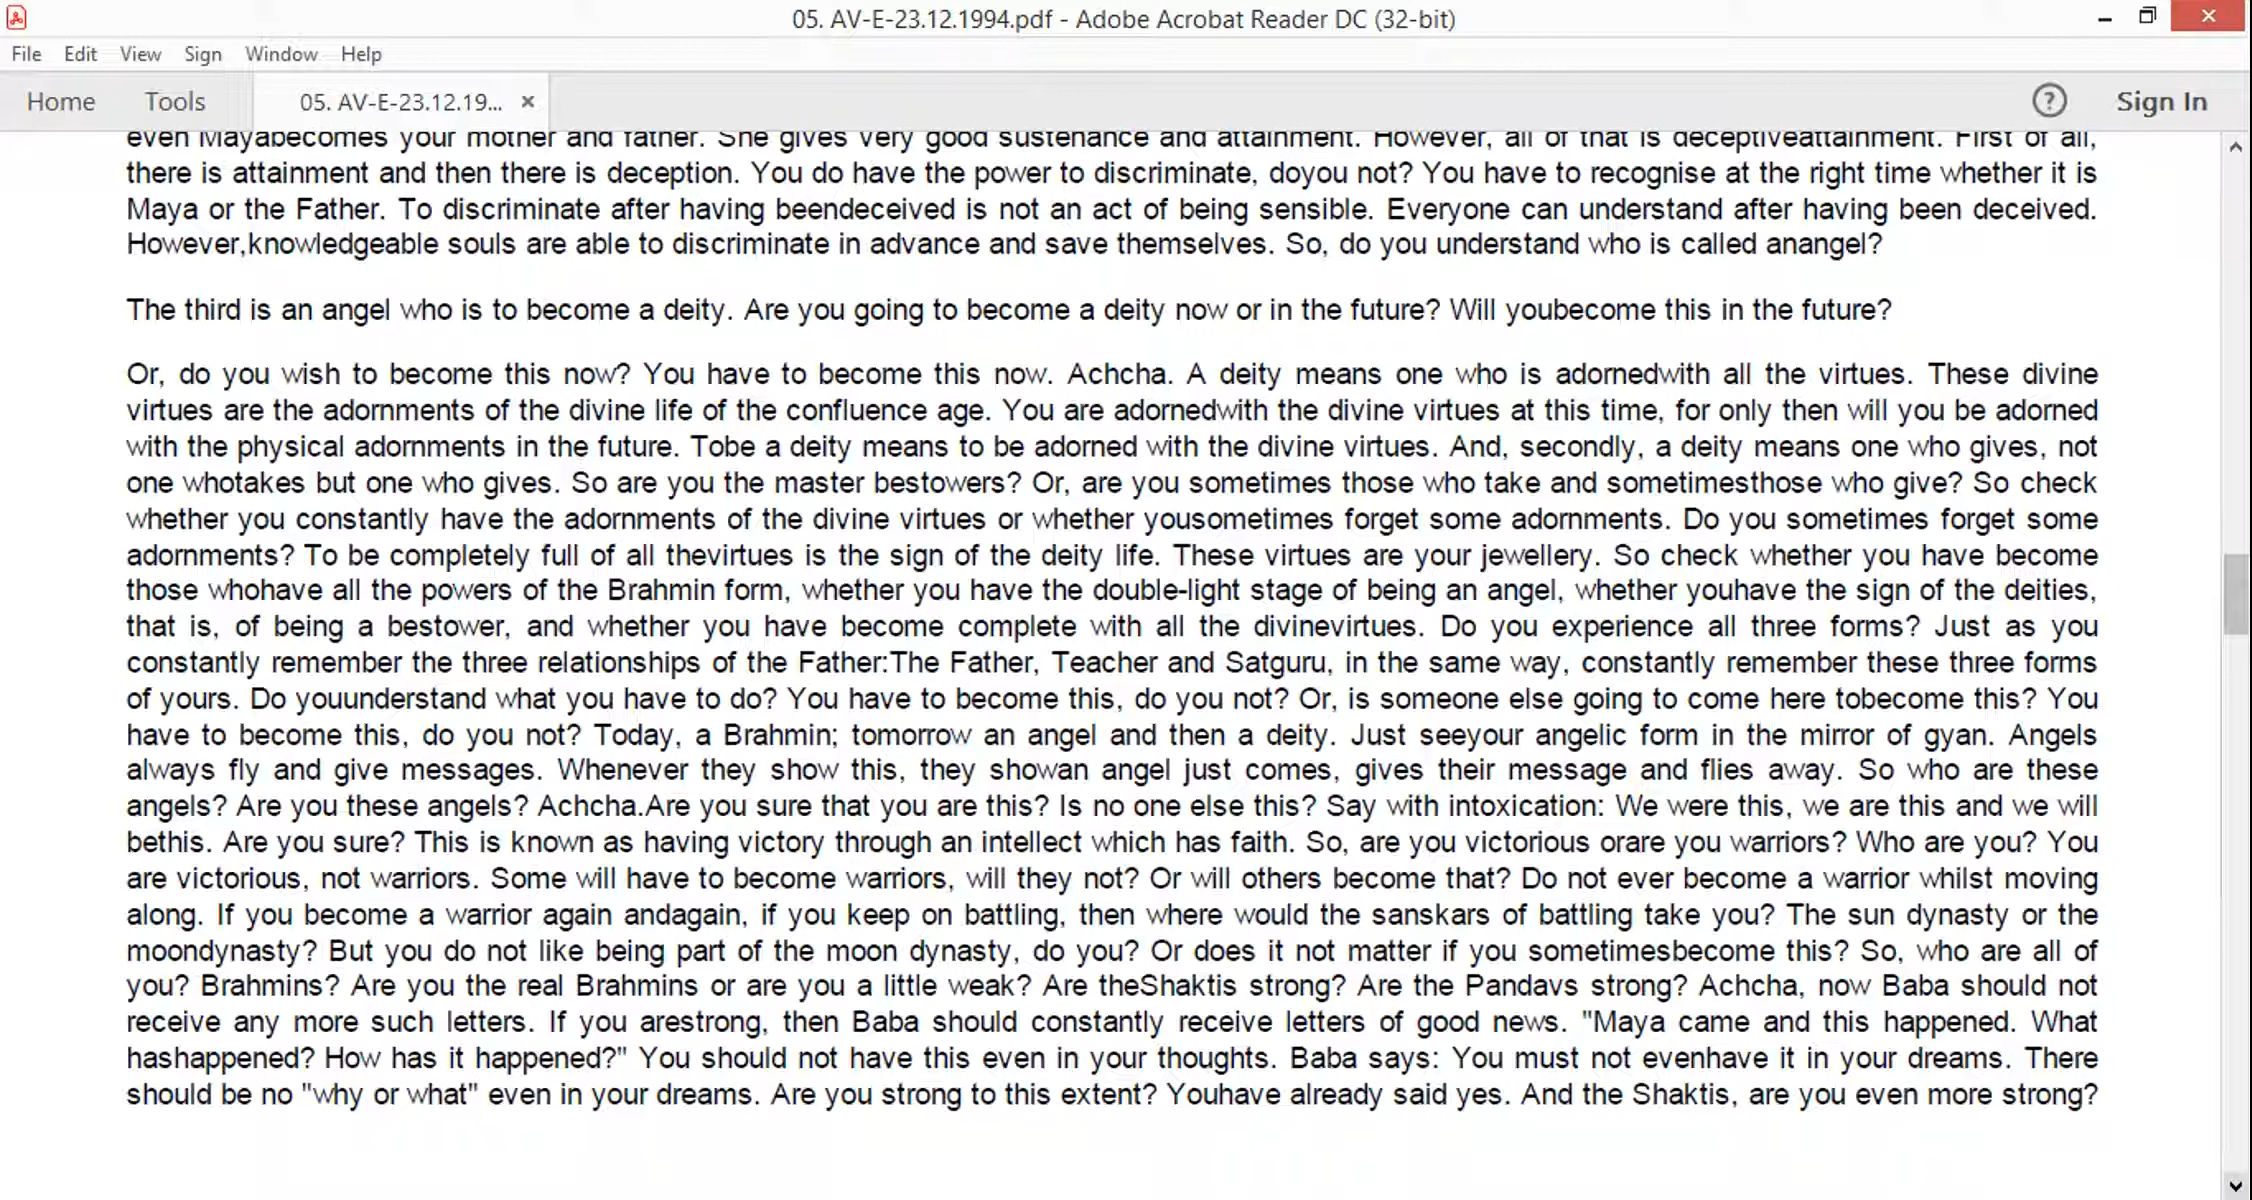 05. AV-E-23.12.1994.pdf - Adobe Acrobat Reader DC (32-bit)
File Edit View Sign Window Help
Home Tools 05. AV-E-23.12.19... × ? Sign In
even Mayabecomes your mother and father. She gives very good sustenance and attainment. However, all of that is deceptiveattainment. First of all,
there is attainment and then there is deception. You do have the power to discriminate, doyou not? You have to recognise at the right time whether it is
Maya or the Father. To discriminate after having beendeceived is not an act of being sensible. Everyone can understand after having been deceived.
However,knowledgeable souls are able to discriminate in advance and save themselves. So, do you understand who is called anangel?
The third is an angel who is to become a deity. Are you going to become a deity now or in the future? Will youbecome this in the future?
Or, do you wish to become this now? You have to become this now. Achcha. A deity means one who is adornedwith all the virtues. These divine
virtues are the adornments of the divine life of the confluence age. You are adornedwith the divine virtues at this time, for only then will you be adorned
with the physical adornments in the future. Tobe a deity means to be adorned with the divine virtues. And, secondly, a deity means one who gives, not
one whotakes but one who gives. So are you the master bestowers? Or, are you sometimes those who take and sometimesthose who give? So check
whether you constantly have the adornments of the divine virtues or whether yousometimes forget some adornments. Do you sometimes forget some
adornments? To be completely full of all thevirtues is the sign of the deity life. These virtues are your jewellery. So check whether you have become
those whohave all the powers of the Brahmin form, whether you have the double-light stage of being an angel, whether youhave the sign of the deities,
that is, of being a bestower, and whether you have become complete with all the divinevirtues. Do you experience all three forms? Just as you
constantly remember the three relationships of the Father:The Father, Teacher and Satguru, in the same way, constantly remember these three forms
of yours. Do youunderstand what you have to do? You have to become this, do you not? Or, is someone else going to come here tobecome this? You
have to become this, do you not? Today, a Brahmin; tomorrow an angel and then a deity. Just seeyour angelic form in the mirror of gyan. Angels
always fly and give messages. Whenever they show this, they showan angel just comes, gives their message and flies away. So who are these
angels? Are you these angels? Achcha.Are you sure that you are this? Is no one else this? Say with intoxication: We were this, we are this and we will
bethis. Are you sure? This is known as having victory through an intellect which has faith. So, are you victorious orare you warriors? Who are you? You
are victorious, not warriors. Some will have to become warriors, will they not? Or will others become that? Do not ever become a warrior whilst moving
along. If you become a warrior again andagain, if you keep on battling, then where would the sanskars of battling take you? The sun dynasty or the
moondynasty? But you do not like being part of the moon dynasty, do you? Or does it not matter if you sometimesbecome this? So, who are all of
you? Brahmins? Are you the real Brahmins or are you a little weak? Are theShaktis strong? Are the Pandavs strong? Achcha, now Baba should not
receive any more such letters. If you arestrong, then Baba should constantly receive letters of good news. "Maya came and this happened. What
hashappened? How has it happened?" You should not have this even in your thoughts. Baba says: You must not evenhave it in your dreams. There
should be no "why or what" even in your dreams. Are you strong to this extent? Youhave already said yes. And the Shaktis, are you even more strong?